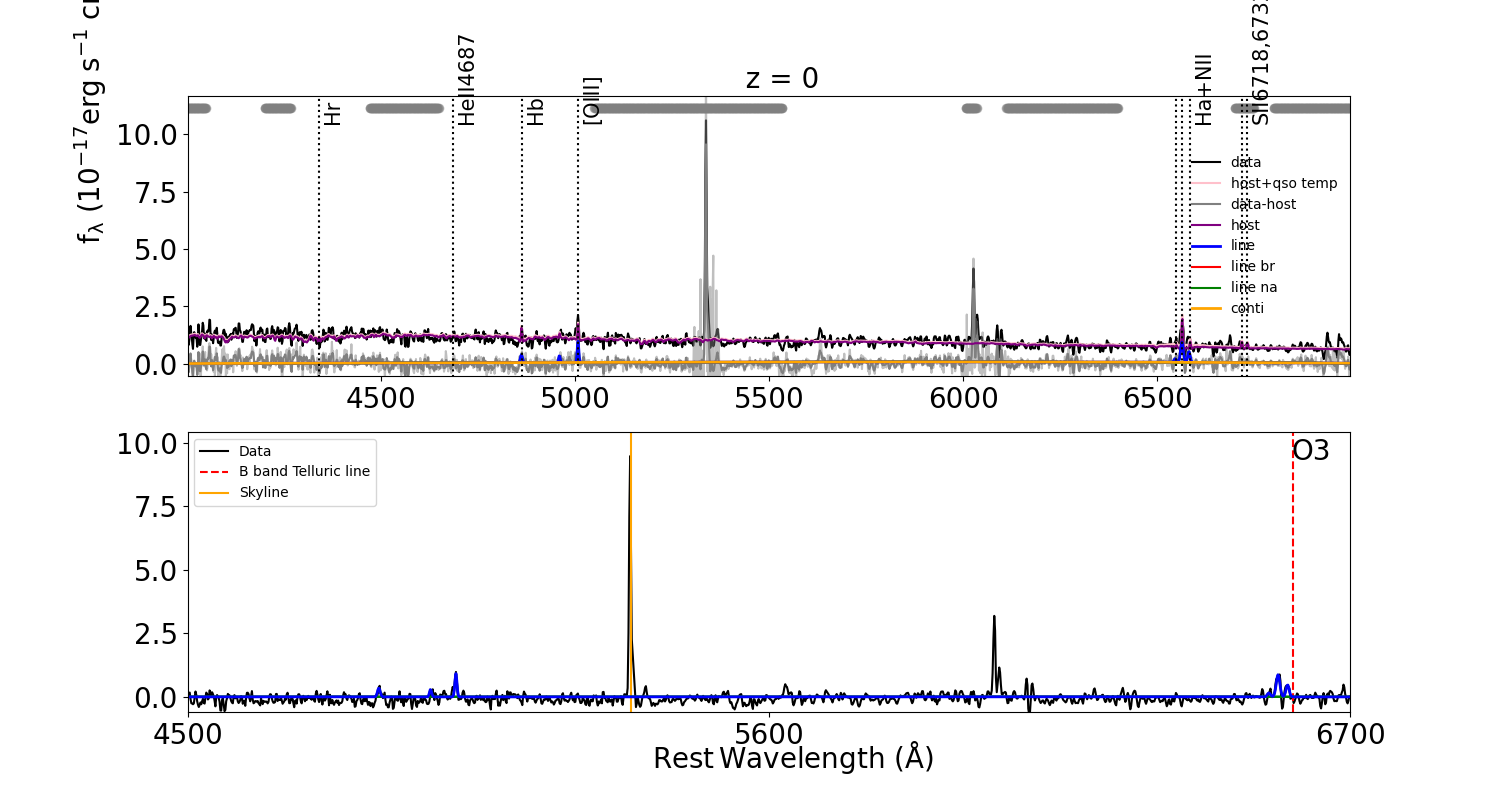 z = 0
fλ (10⁻¹⁷erg s⁻¹
Hr
HeII4687
Hb
[OIII]
Ha+NII
SII6718,673
10.0
7.5
5.0
2.5
0.0
data
host+qso temp
data-host
host
line
line br
line na
conti
4500
5000
5500
6000
6500
10.0
7.5
5.0
2.5
0.0
Data
B band Telluric line
Skyline
O3
4500
5600
6700
Rest Wavelength (Å)